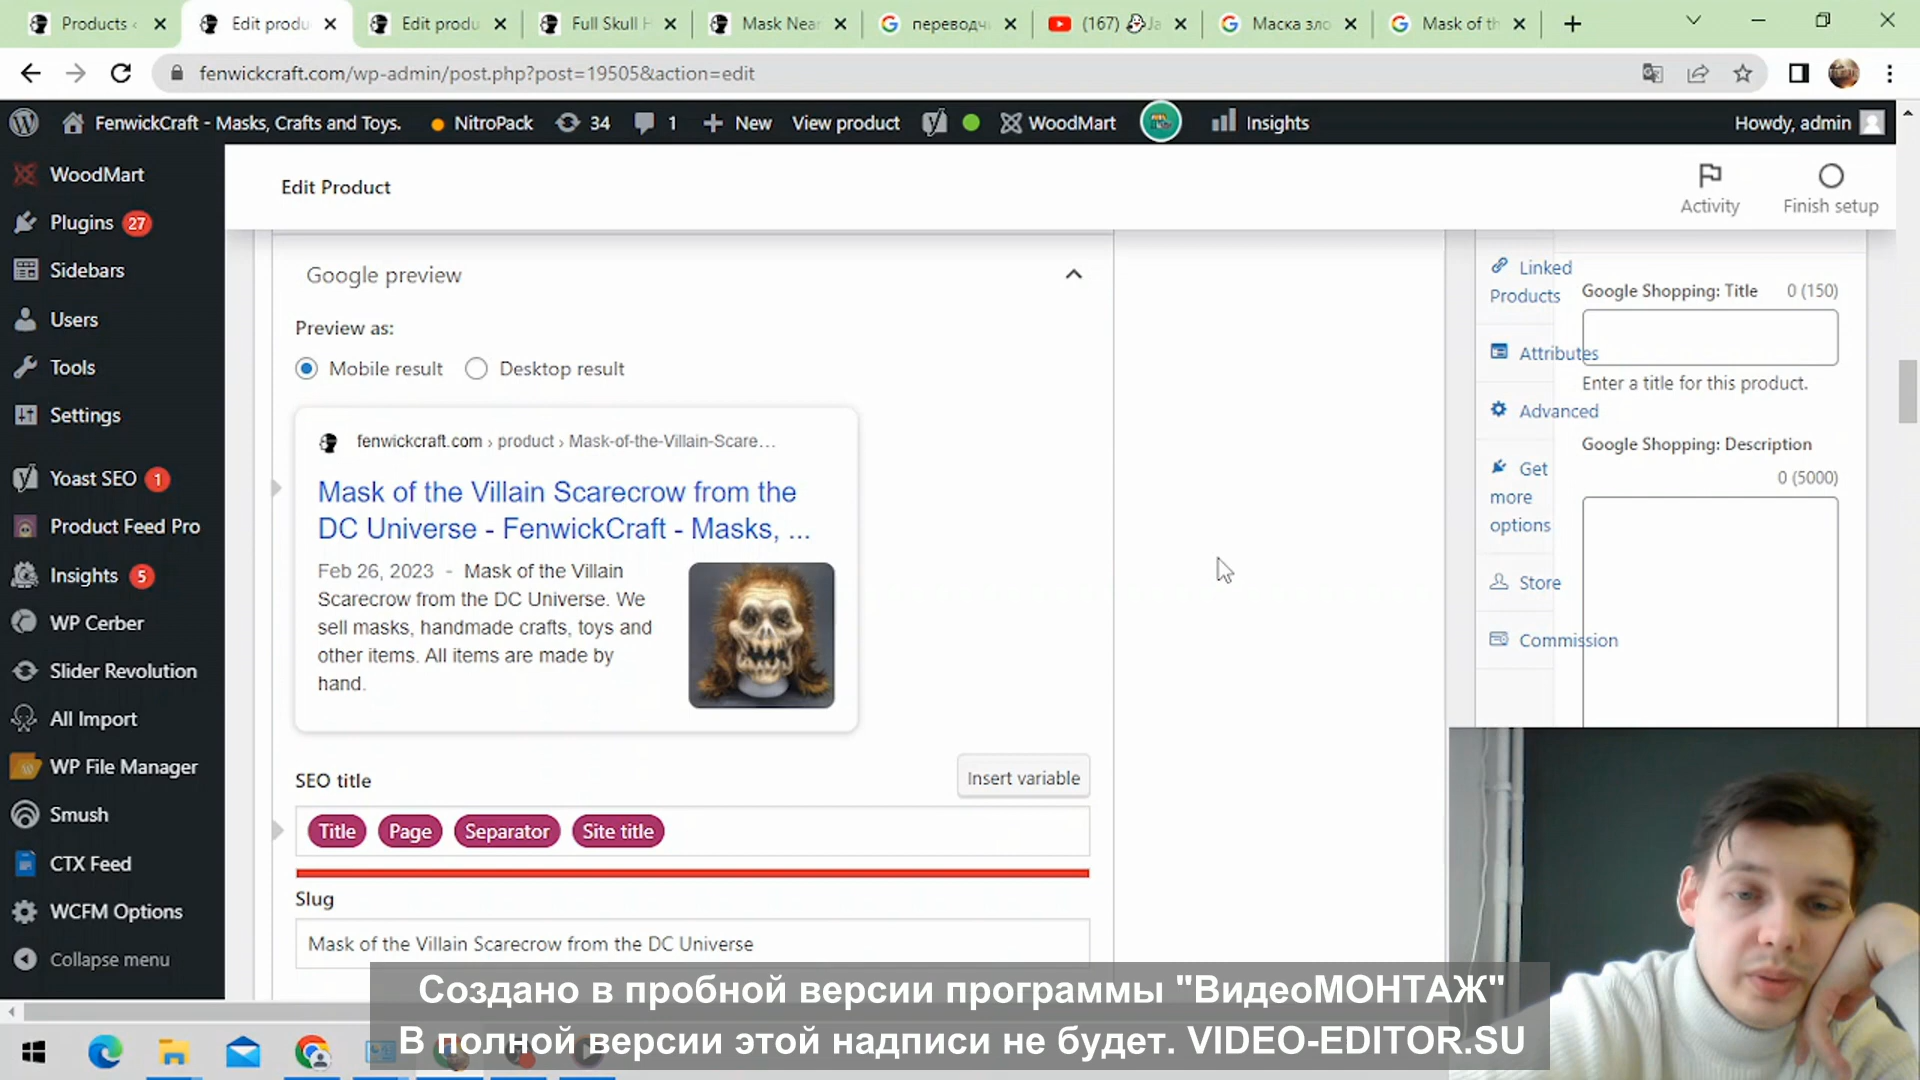 Products
Edit produ
Edit produ
Full Skull H
Mask Near
переводч
(167)
Маска зло
Mask of th
fenwickcraft.com/wp-admin/post.php?post=19505&action=edit
FenwickCraft - Masks, Crafts and Toys.
NitroPack
34
1
New
View product
WoodMart
Insights
Howdy, admin
WoodMart
Plugins 27
Sidebars
Users
Tools
Settings
Yoast SEO 1
Product Feed Pro
Insights 5
WP Cerber
Slider Revolution
All Import
WP File Manager
Smush
CTX Feed
WCFM Options
Collapse menu
Edit Product
Activity
Finish setup
Google preview
Preview as:
Mobile result
Desktop result
fenwickcraft.com › product › Mask-of-the-Villain-Scare…
Mask of the Villain Scarecrow from the
DC Universe - FenwickCraft - Masks, ...
Feb 26, 2023 - Mask of the Villain
Scarecrow from the DC Universe. We
sell masks, handmade crafts, toys and
other items. All items are made by
hand.
SEO title
Insert variable
Title
Page
Separator
Site title
Slug
Mask of the Villain Scarecrow from the DC Universe
Linked
Products
Attributes
Advanced
Get
more
options
Store
Commission
Google Shopping: Title 0 (150)
Enter a title for this product.
Google Shopping: Description
0 (5000)
Создано в пробной версии программы "ВидеоМОНТАЖ"
В полной версии этой надписи не будет. VIDEO-EDITOR.SU